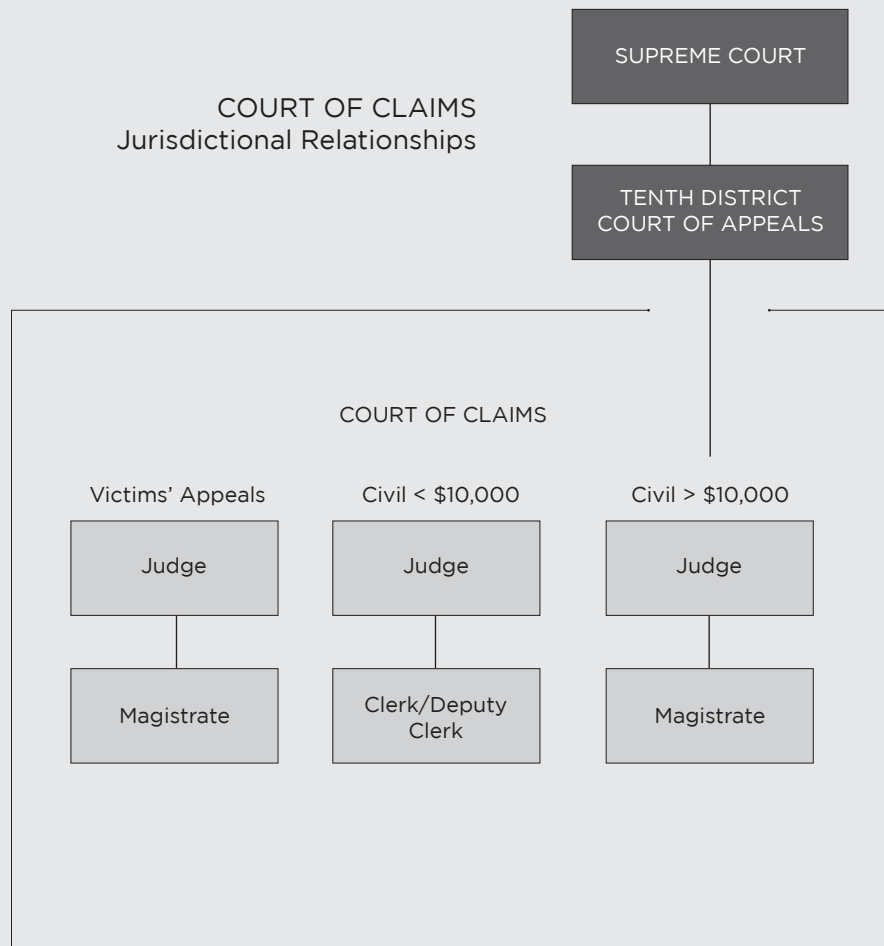 SUPREME COURT
COURT OF CLAIMS
Jurisdictional Relationships
TENTH DISTRICT
COURT OF APPEALS
COURT OF CLAIMS
Victims’ Appeals
Civil < $10,000
Civil > $10,000
Judge
Judge
Judge
Magistrate
Clerk/Deputy
Clerk
Magistrate